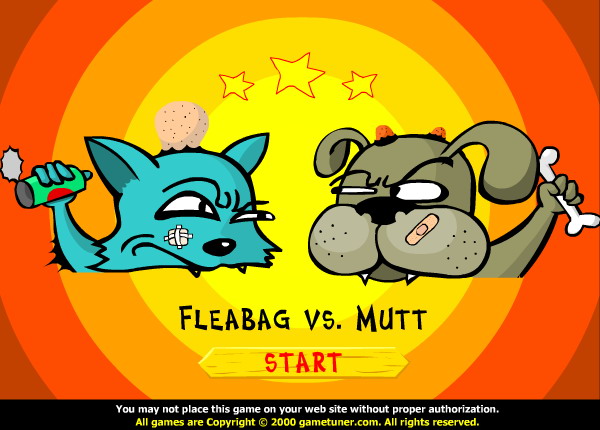 Fleabag vs. Mutt
START
You may not place this game on your web site without proper authorization.
All games are Copyright © 2000 gametuner.com. All rights reserved.